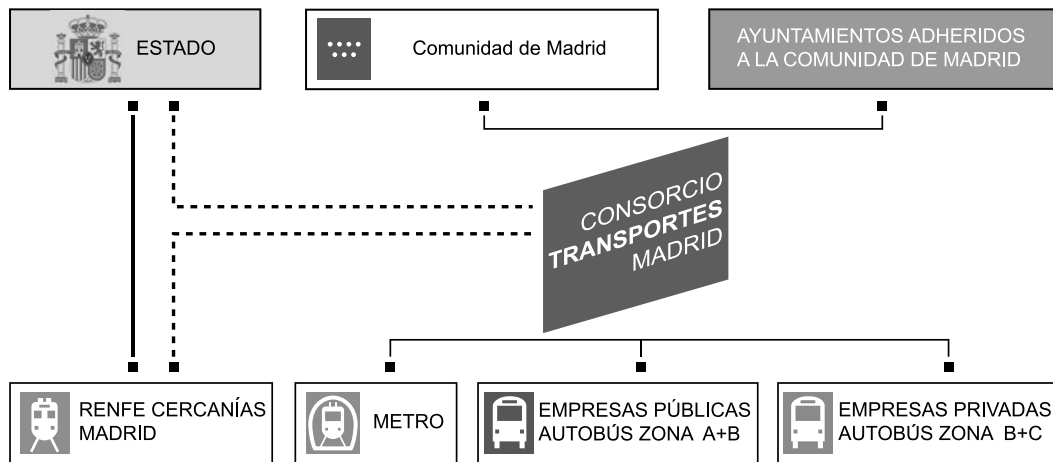 ESTADO
Comunidad de Madrid
AYUNTAMIENTOS ADHERIDOS
A LA COMUNIDAD DE MADRID
CONSORCIO
TRANSPORTES
MADRID
RENFE CERCANÍAS
MADRID
METRO
EMPRESAS PÚBLICAS
AUTOBÚS ZONA A+B
EMPRESAS PRIVADAS
AUTOBÚS ZONA B+C